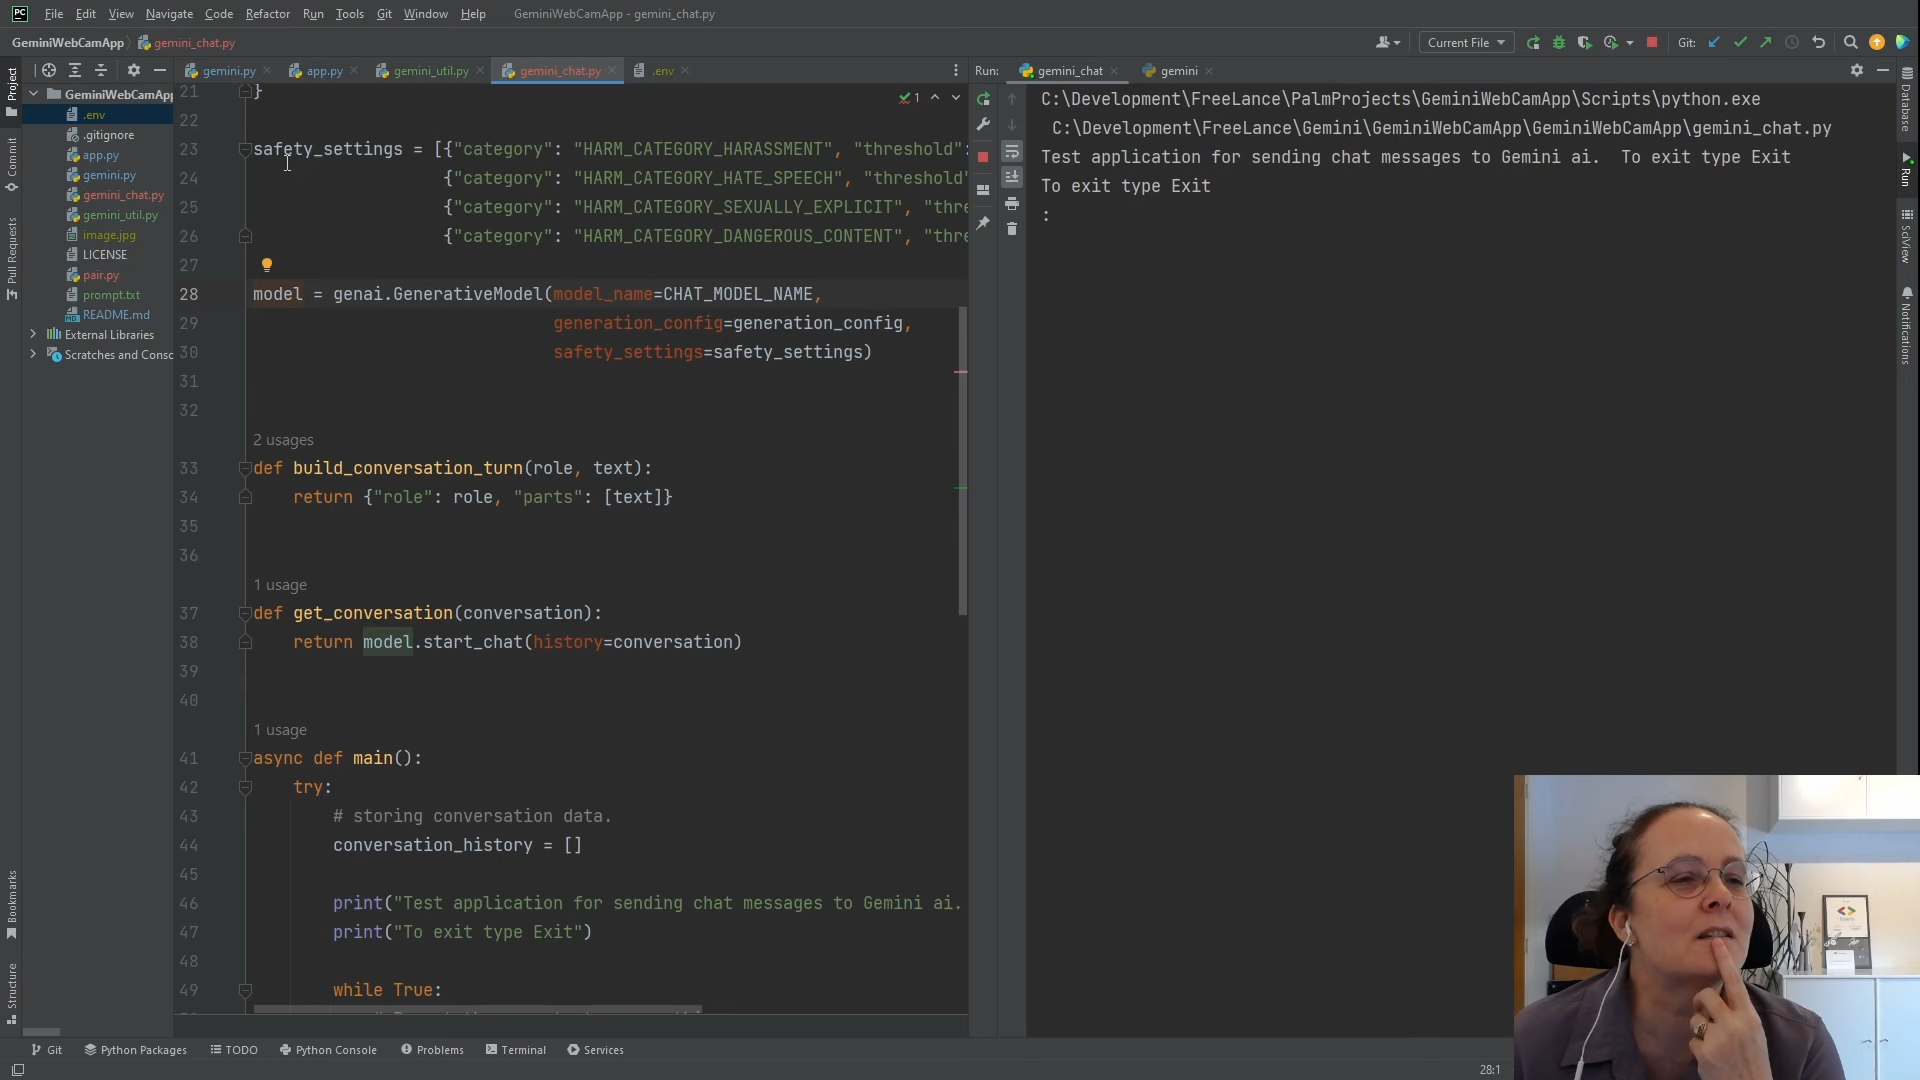 PC File Edit View Navigate Code Refactor Run Tools Git Window Help GeminiWebCamApp - gemini_chat.py
GeminiWebCamApp gemini_chat.py Current File Git:
gemini.py app.py gemini_util.py gemini_chat.py .env
Run: gemini_chat gemini
Project
Commit
Pull Requests
Bookmarks
Structure
GeminiWebCamApp
.env
.gitignore
app.py
gemini.py
gemini_chat.py
gemini_util.py
image.jpg
LICENSE
pair.py
prompt.txt
README.md
External Libraries
Scratches and Consc
1
21 }
22
23 safety_settings = [{"category": "HARM_CATEGORY_HARASSMENT", "threshold":
24 {"category": "HARM_CATEGORY_HATE_SPEECH", "threshold"
25 {"category": "HARM_CATEGORY_SEXUALLY_EXPLICIT", "thre
26 {"category": "HARM_CATEGORY_DANGEROUS_CONTENT", "thre
27
28 model = genai.GenerativeModel(model_name=CHAT_MODEL_NAME,
29 generation_config=generation_config,
30 safety_settings=safety_settings)
31
32
2 usages
33 def build_conversation_turn(role, text):
34 return {"role": role, "parts": [text]}
35
36
1 usage
37 def get_conversation(conversation):
38 return model.start_chat(history=conversation)
39
40
1 usage
41 async def main():
42 try:
43 # storing conversation data.
44 conversation_history = []
45
46 print("Test application for sending chat messages to Gemini ai.
47 print("To exit type Exit")
48
49 while True:
C:\Development\FreeLance\PalmProjects\GeminiWebCamApp\Scripts\python.exe
C:\Development\FreeLance\Gemini\GeminiWebCamApp\GeminiWebCamApp\gemini_chat.py
Test application for sending chat messages to Gemini ai.  To exit type Exit
To exit type Exit
:
Database
Run
SciView
Notifications
Git Python Packages TODO Python Console Problems Terminal Services
28:1